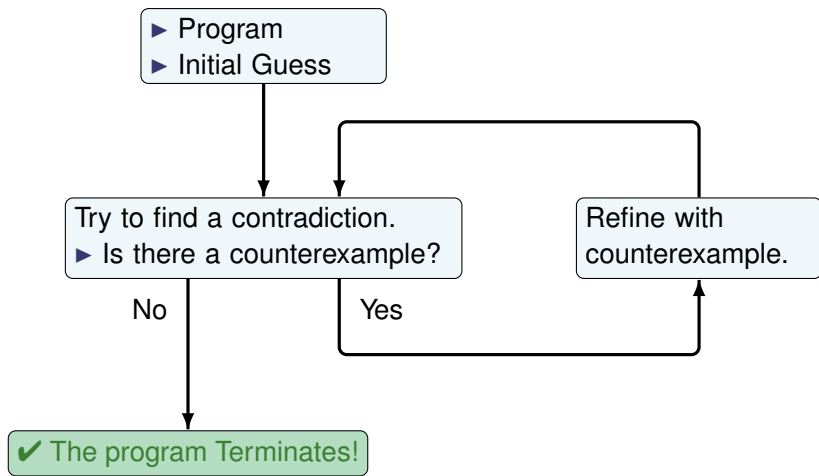 ► Program
► Initial Guess
Try to find a contradiction.
► Is there a counterexample?
Refine with
counterexample.
No
Yes
✔ The program Terminates!